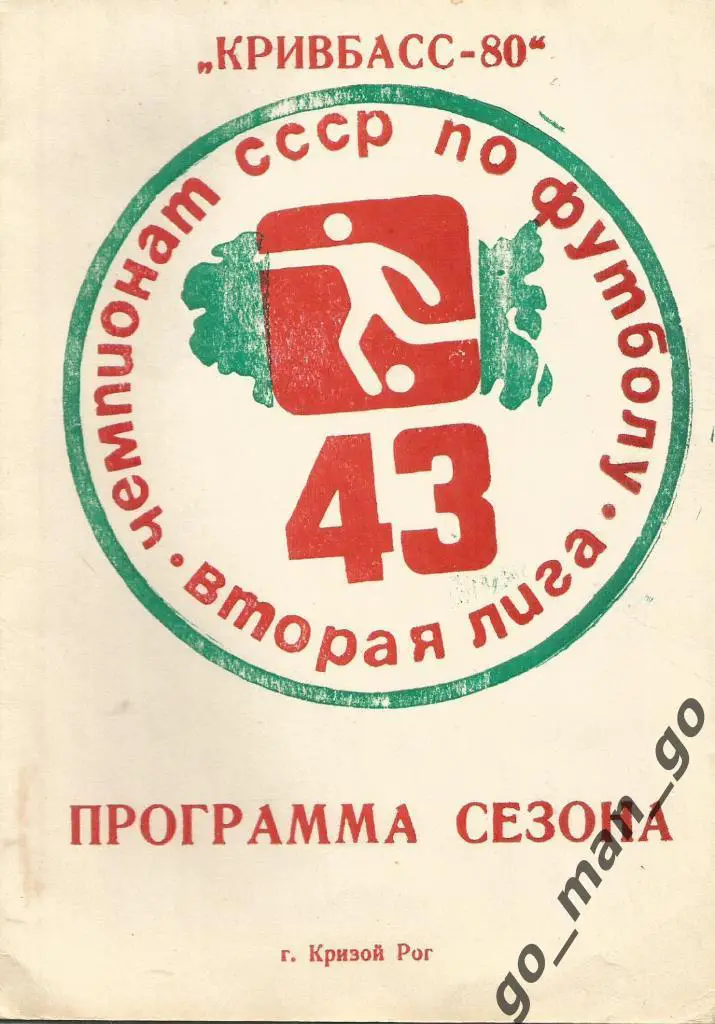 „КРИВБАСС-80“
чемпионат СССР по футболу
· вторая лига ·
43
ПРОГРАММА СЕЗОНА
г. Кризой Рог
go_man_go